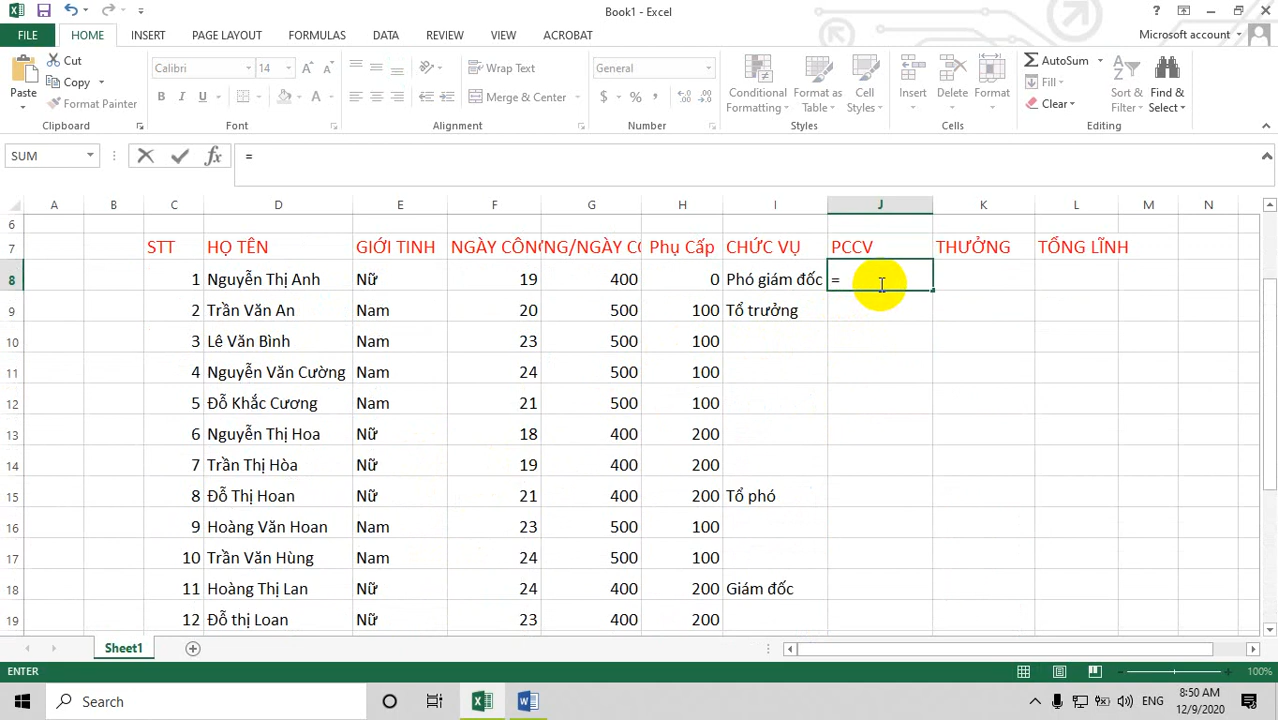 Book1 - Excel
FILE HOME INSERT PAGE LAYOUT FORMULAS DATA REVIEW VIEW ACROBAT Microsoft account
Paste Cut Copy Format Painter Clipboard
Calibri 14 B I U A Font
Wrap Text Merge & Center Alignment
General $ % , Number
Conditional Formatting Format as Table Cell Styles Styles
Insert Delete Format Cells
AutoSum Fill Clear Sort & Filter Find & Select Editing
SUM fx =
A B C D E F G H I J K L M N
6
7 STT HỌ TÊN GIỚI TINH NGÀY CÔN NG/NGÀY CÔ Phụ Cấp CHỨC VỤ PCCV THƯỞNG TỔNG LĨNH
8 1 Nguyễn Thị Anh Nữ 19 400 0 Phó giám đốc =
9 2 Trần Văn An Nam 20 500 100 Tổ trưởng
10 3 Lê Văn Bình Nam 23 500 100
11 4 Nguyễn Văn Cường Nam 24 500 100
12 5 Đỗ Khắc Cương Nam 21 500 100
13 6 Nguyễn Thị Hoa Nữ 18 400 200
14 7 Trần Thị Hòa Nữ 19 400 200
15 8 Đỗ Thị Hoan Nữ 21 400 200 Tổ phó
16 9 Hoàng Văn Hoan Nam 23 500 100
17 10 Trần Văn Hùng Nam 24 500 100
18 11 Hoàng Thị Lan Nữ 24 400 200 Giám đốc
19 12 Đỗ thị Loan Nữ 23 400 200
Sheet1
ENTER 100%
Search ENG 8:50 AM
12/9/2020